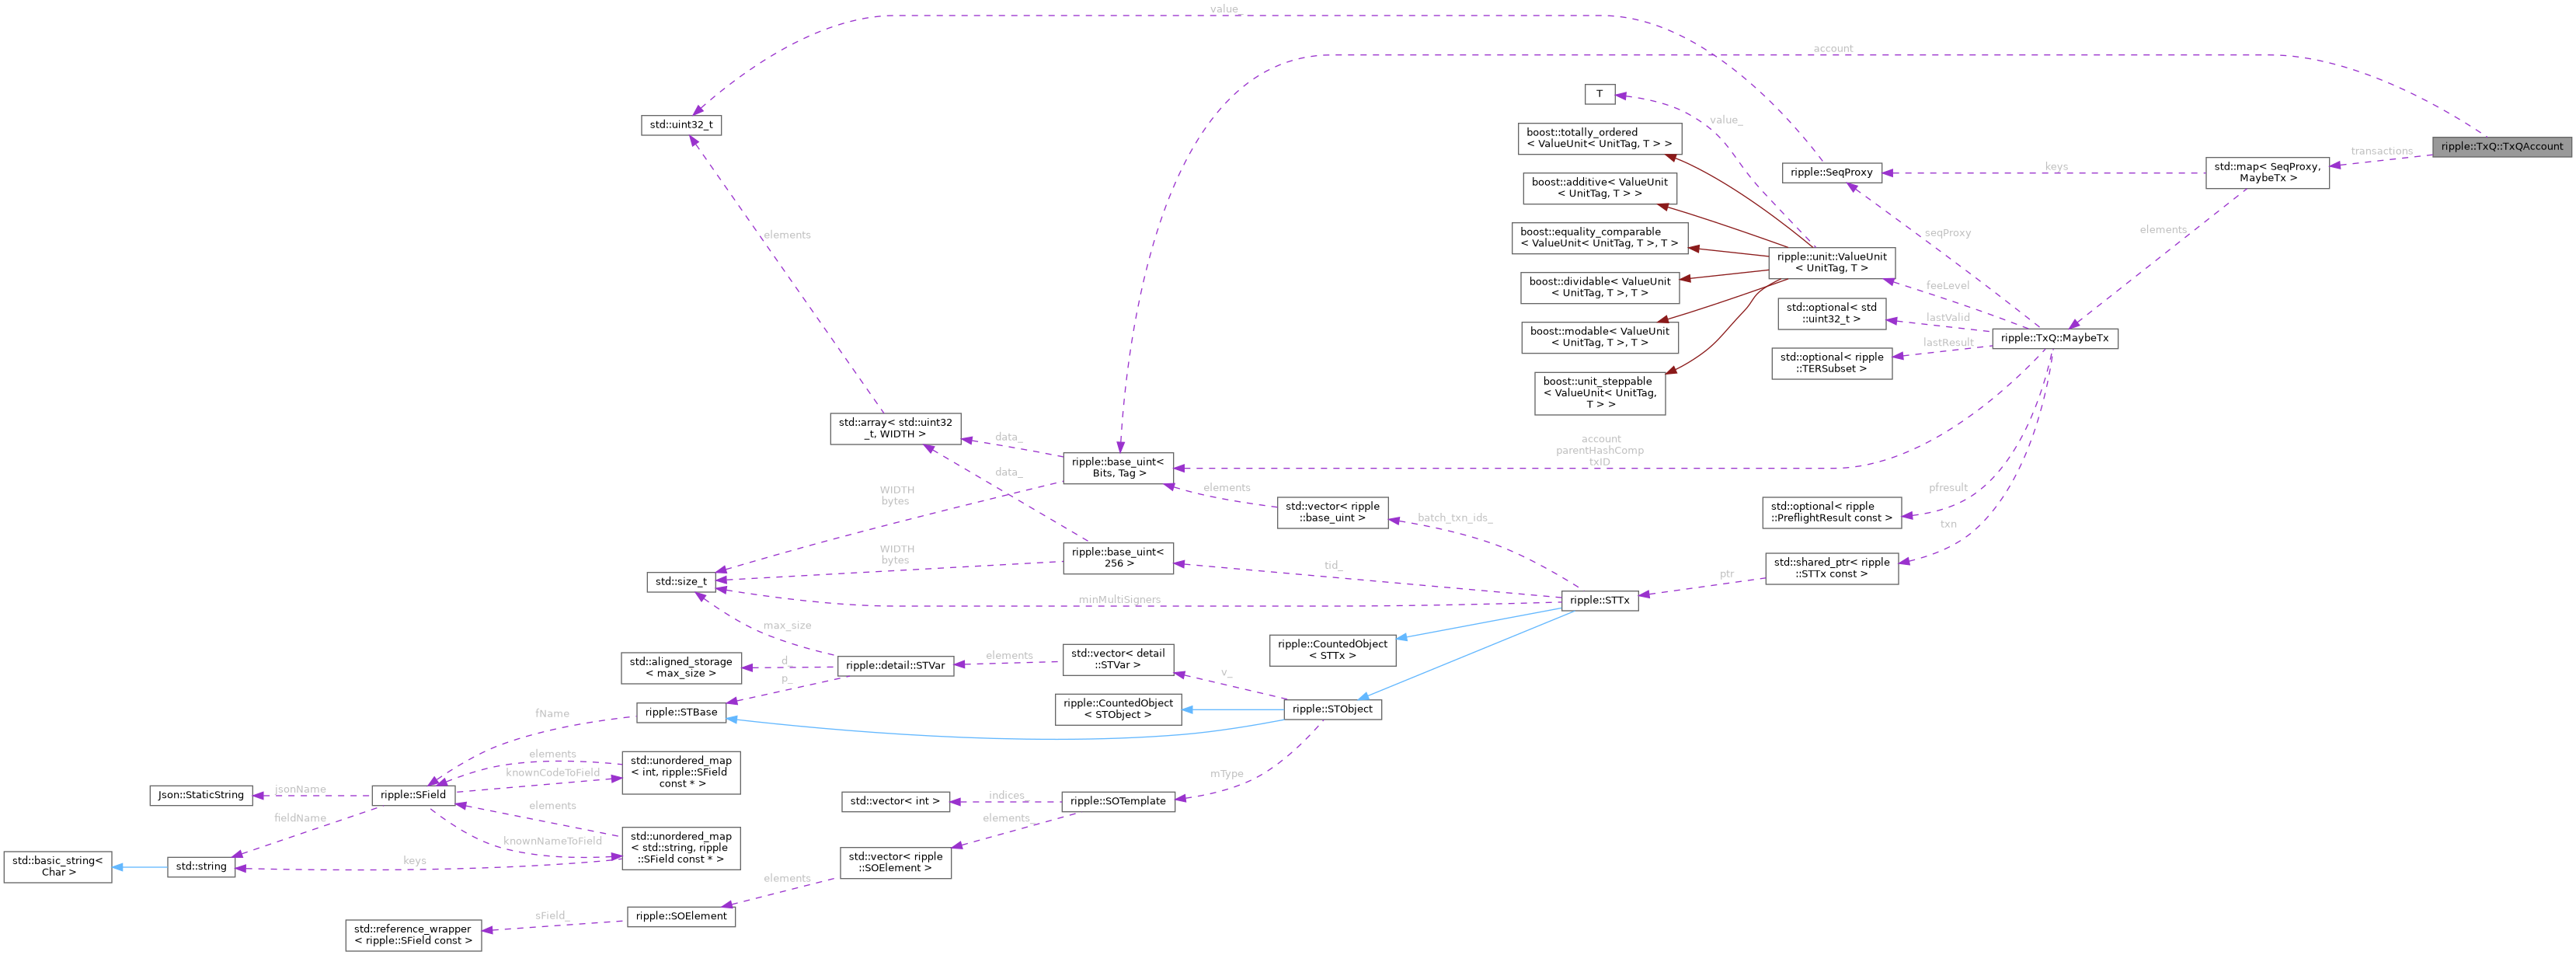 value_
account
T
value_
std::uint32_t
boost::totally_ordered
< ValueUnit< UnitTag, T > >
ripple::TxQ::TxQAccount
transactions
keys
ripple::SeqProxy
std::map< SeqProxy,
MaybeTx >
boost::additive< ValueUnit
< UnitTag, T > >
elements
boost::equality_comparable
< ValueUnit< UnitTag, T >, T >
seqProxy
elements
ripple::unit::ValueUnit
< UnitTag, T >
boost::dividable< ValueUnit
< UnitTag, T >, T >
feeLevel
std::optional< std
::uint32_t >
lastValid
boost::modable< ValueUnit
< UnitTag, T >, T >
lastResult
ripple::TxQ::MaybeTx
std::optional< ripple
::TERSubset >
boost::unit_steppable
< ValueUnit< UnitTag,
T > >
std::array< std::uint32
_t, WIDTH >
data_
account
parentHashComp
txID
ripple::base_uint<
Bits, Tag >
data_
WIDTH
bytes
elements
pfresult
std::vector< ripple
::base_uint >
batch_txn_ids_
std::optional< ripple
::PreflightResult const >
txn
WIDTH
bytes
ripple::base_uint<
256 >
tid_
std::size_t
std::shared_ptr< ripple
::STTx const >
ptr
minMultiSigners
ripple::STTx
max_size
ripple::CountedObject
< STTx >
std::aligned_storage
< max_size >
d_
p_
ripple::detail::STVar
elements
std::vector< detail
::STVar >
v_
fName
ripple::STBase
ripple::CountedObject
< STObject >
ripple::STObject
elements
knownCodeToField
std::unordered_map
< int, ripple::SField
const * >
mType
Json::StaticString
jsonName
ripple::SField
std::vector< int >
indices_
ripple::SOTemplate
fieldName
elements
elements_
knownNameToField
std::unordered_map
< std::string, ripple
::SField const * >
std::basic_string<
Char >
std::string
keys
std::vector< ripple
::SOElement >
elements
sField_
ripple::SOElement
std::reference_wrapper
< ripple::SField const >